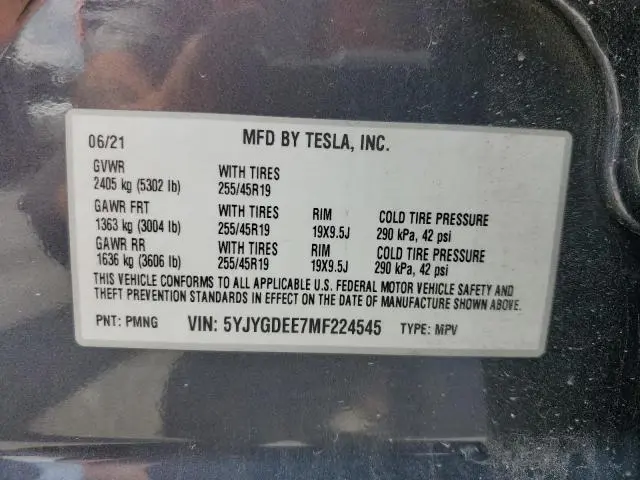 06/21 MFD BY TESLA, INC.
GVWR WITH TIRES
2405 kg (5302 lb) 255/45R19
GAWR FRT WITH TIRES RIM COLD TIRE PRESSURE
1363 kg (3004 lb) 255/45R19 19X9.5J 290 kPa, 42 psi
GAWR RR WITH TIRES RIM COLD TIRE PRESSURE
1636 kg (3606 lb) 255/45R19 19X9.5J 290 kPa, 42 psi
THIS VEHICLE CONFORMS TO ALL APPLICABLE U.S. FEDERAL MOTOR VEHICLE SAFETY AND
THEFT PREVENTION STANDARDS IN EFFECT ON THE DATE OF MANUFACTURE SHOWN ABOVE.
PNT: PMNG VIN: 5YJYGDEE7MF224545 TYPE: MPV